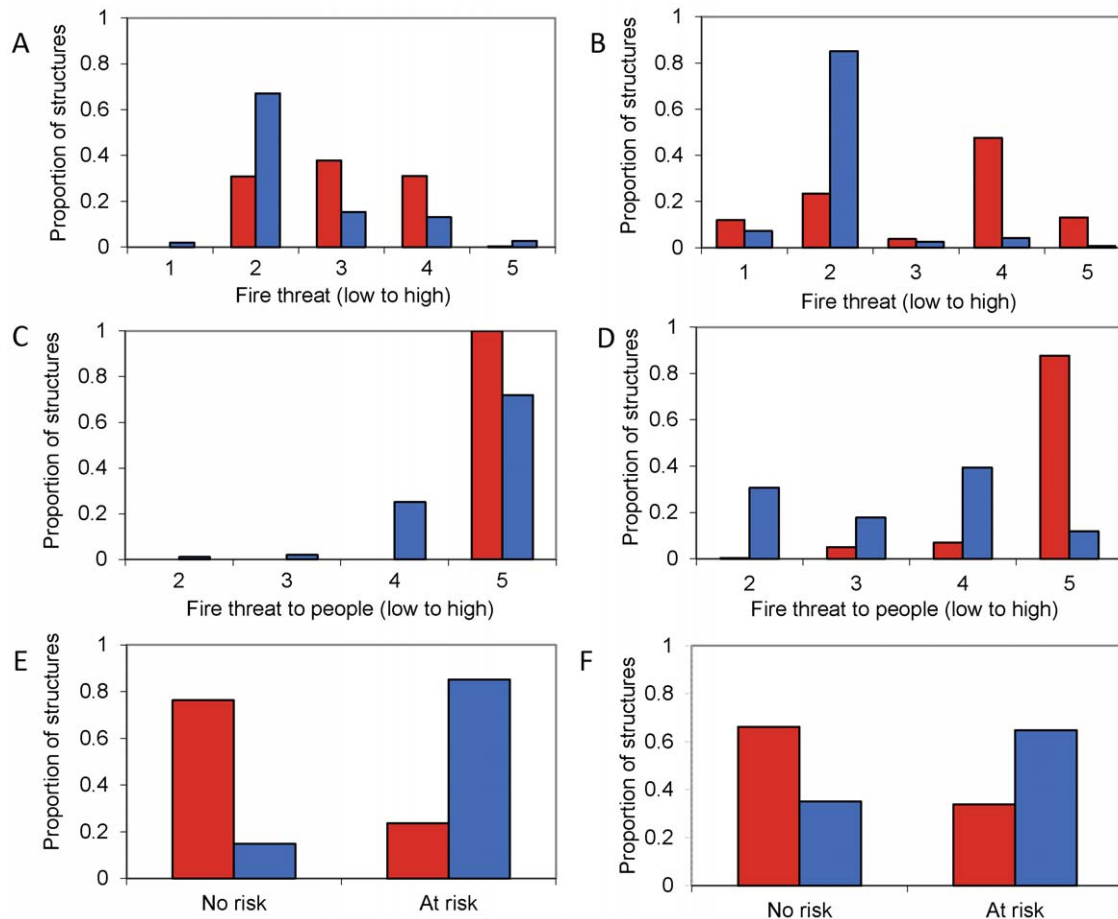 A
Proportion of structures
1
0.8
0.6
0.4
0.2
0
1 2 3 4 5
Fire threat (low to high)
B
Proportion of structures
1
0.8
0.6
0.4
0.2
0
1 2 3 4 5
Fire threat (low to high)
C
Proportion of structures
1
0.8
0.6
0.4
0.2
0
2 3 4 5
Fire threat to people (low to high)
D
Proportion of structures
1
0.8
0.6
0.4
0.2
0
2 3 4 5
Fire threat to people (low to high)
E
Proportion of structures
1
0.8
0.6
0.4
0.2
0
No risk At risk
F
Proportion of structures
1
0.8
0.6
0.4
0.2
0
No risk At risk